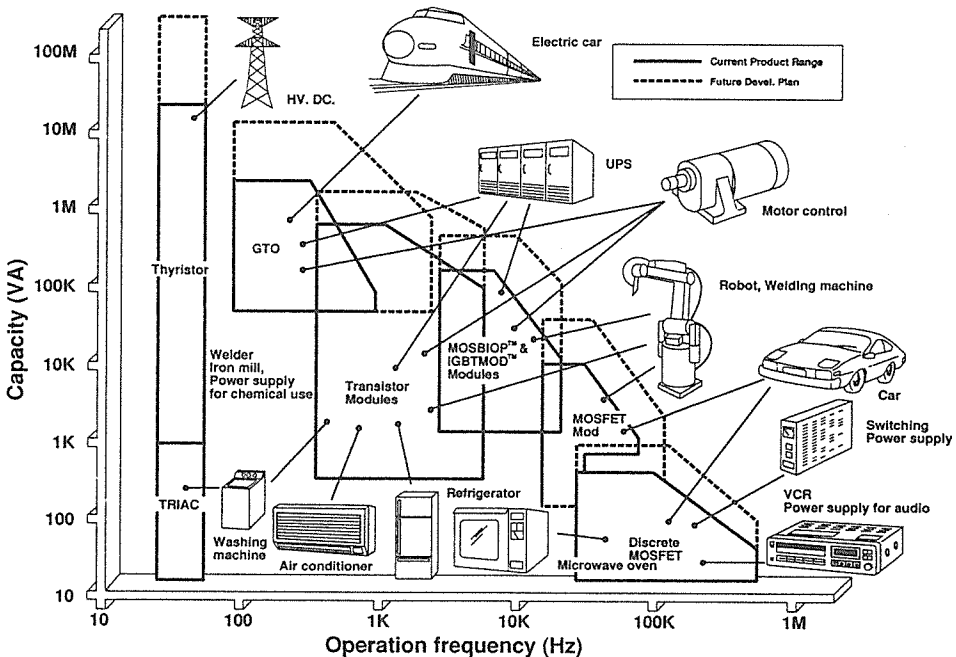 100M
10M
1M
100K
10K
1K
100
10
Capacity (VA)
HV. DC.
Electric car
Current Product Range
Future Devel. Plan
UPS
Motor control
GTO
Thyristor
Robot, Welding machine
Welder
Iron mill,
Power supply
for chemical use
Transistor
Modules
MOSBIOP™ &
IGBTMOD™
Modules
MOSFET
Mod
Car
Switching
Power supply
TRIAC
Washing
machine
Air conditioner
Refrigerator
Discrete
MOSFET
Microwave oven
VCR
Power supply for audio
10
100
1K
10K
100K
1M
Operation frequency (Hz)